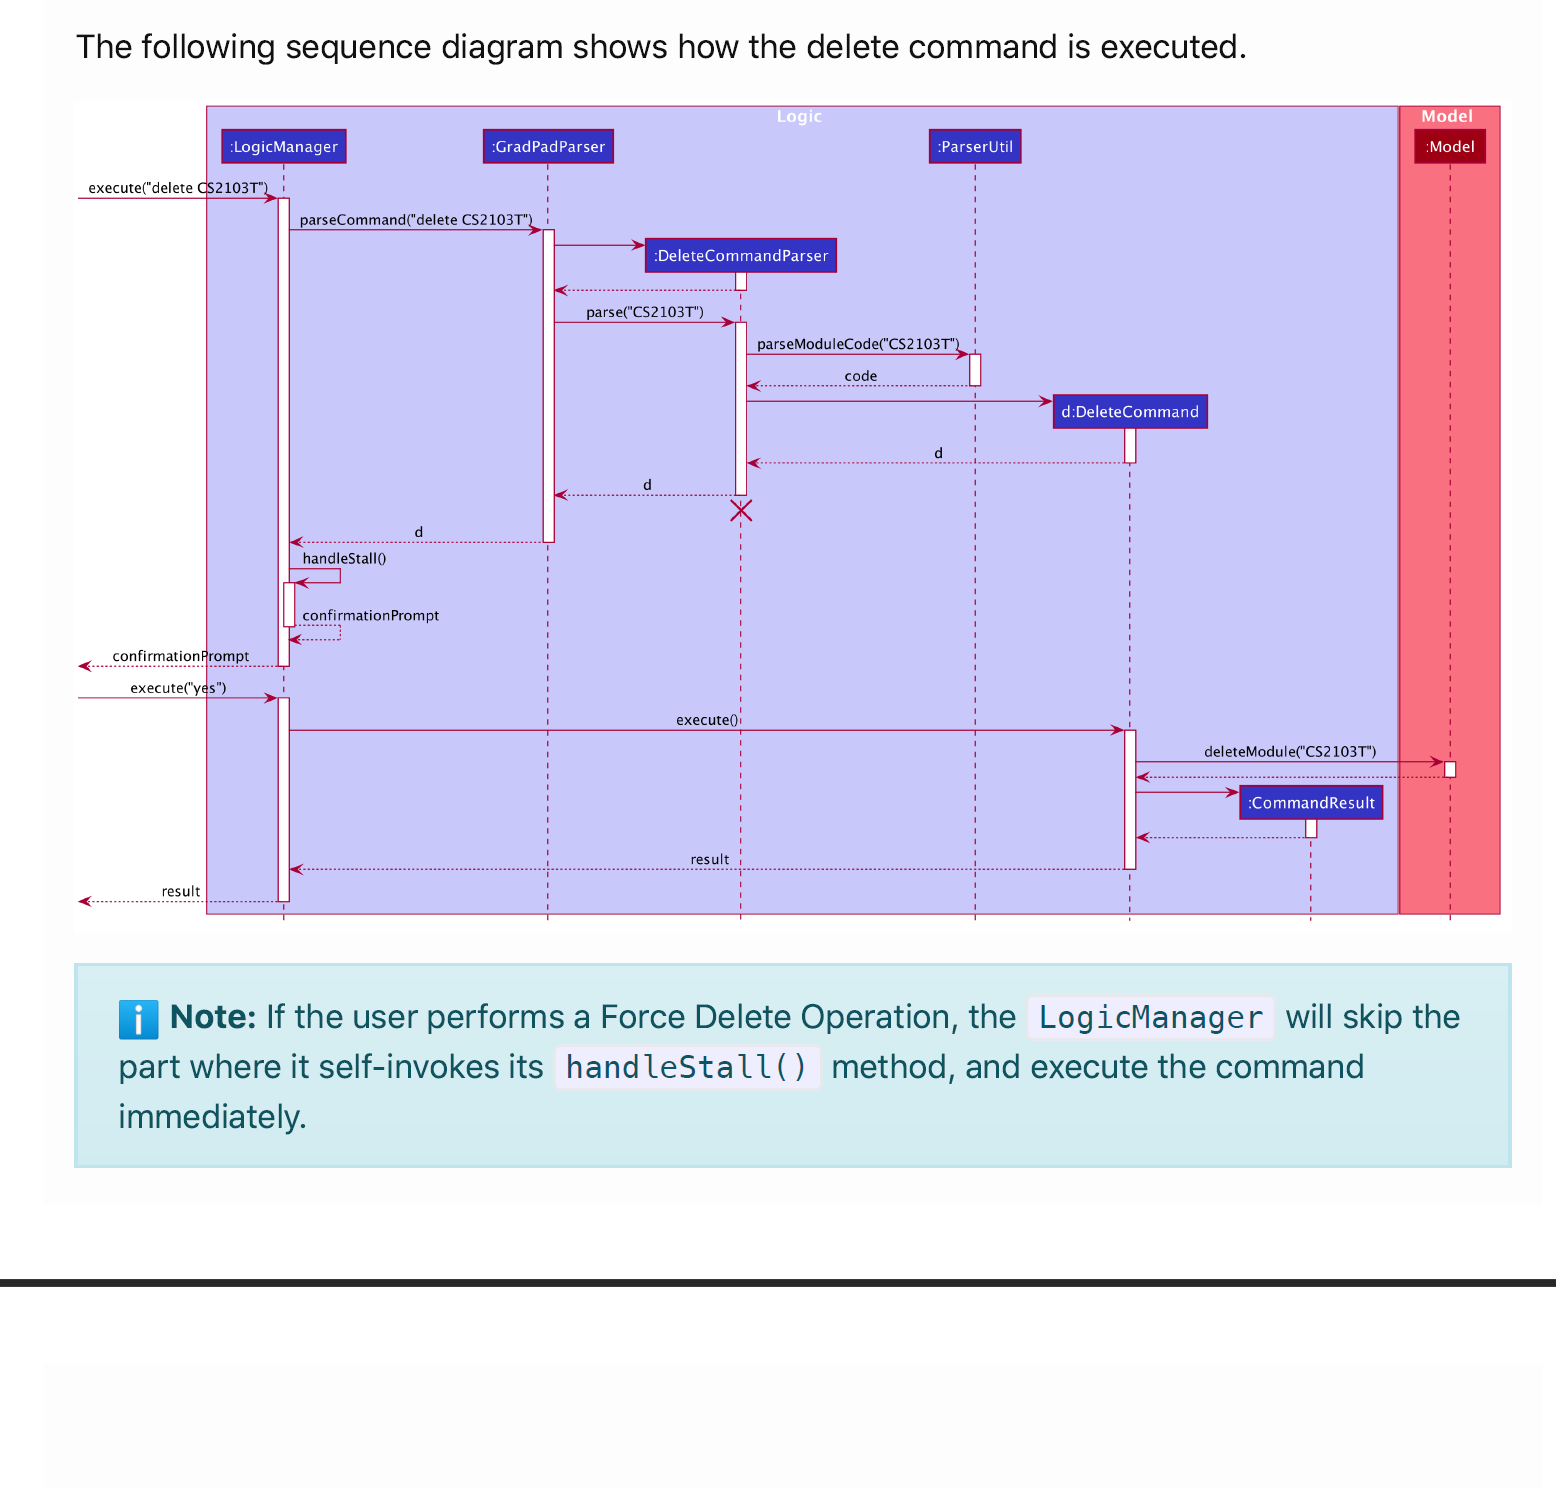 The following sequence diagram shows how the delete command is executed.
Logic
Model
:LogicManager
:GradPadParser
:ParserUtil
:Model
execute("delete CS2103T")
parseCommand("delete CS2103T")
:DeleteCommandParser
parse("CS2103T")
parseModuleCode("CS2103T")
code
d:DeleteCommand
d
d
d
handleStall()
confirmationPrompt
confirmationPrompt
execute("yes")
execute()
deleteModule("CS2103T")
:CommandResult
result
result
Note: If the user performs a Force Delete Operation, the LogicManager will skip the
part where it self-invokes its handleStall() method, and execute the command
immediately.